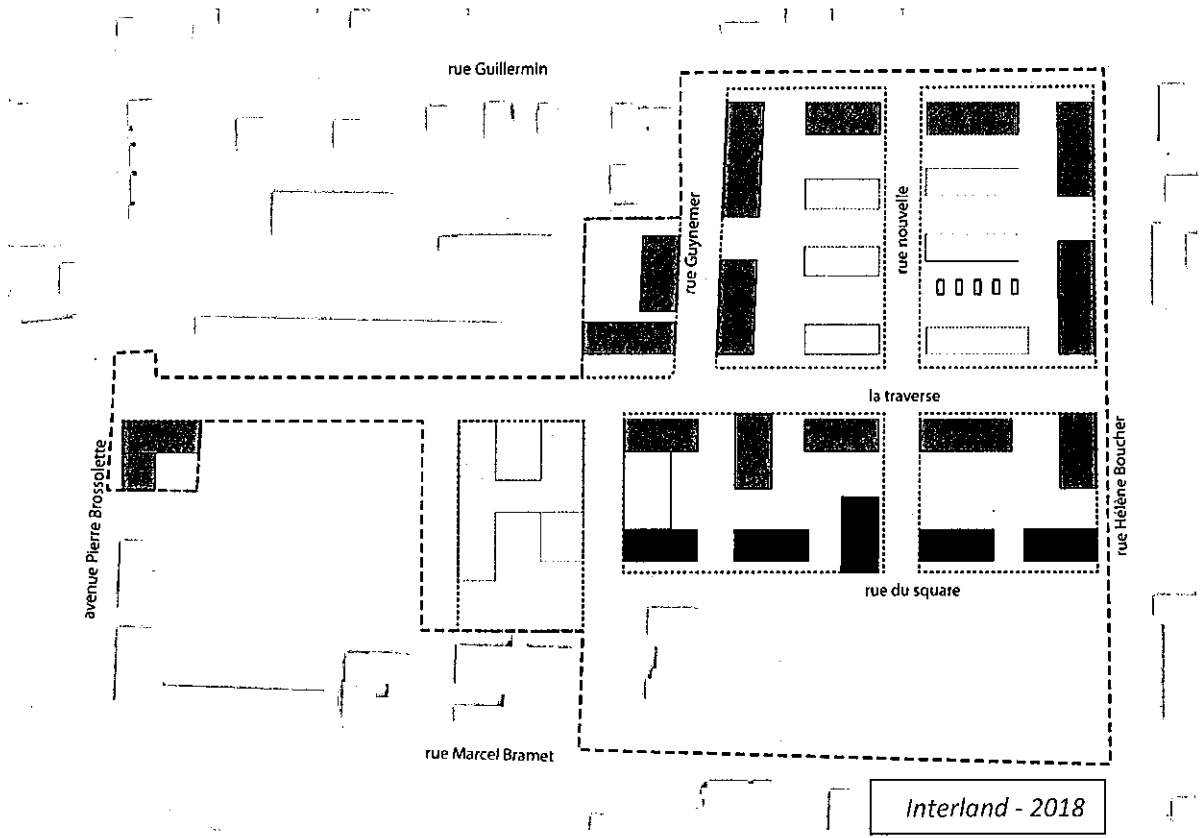 rue Guillermin
rue Guynemer
rue nouvelle
la traverse
avenue Pierre Brossolette
rue Hélène Boucher
rue du square
rue Marcel Bramet
Interland - 2018